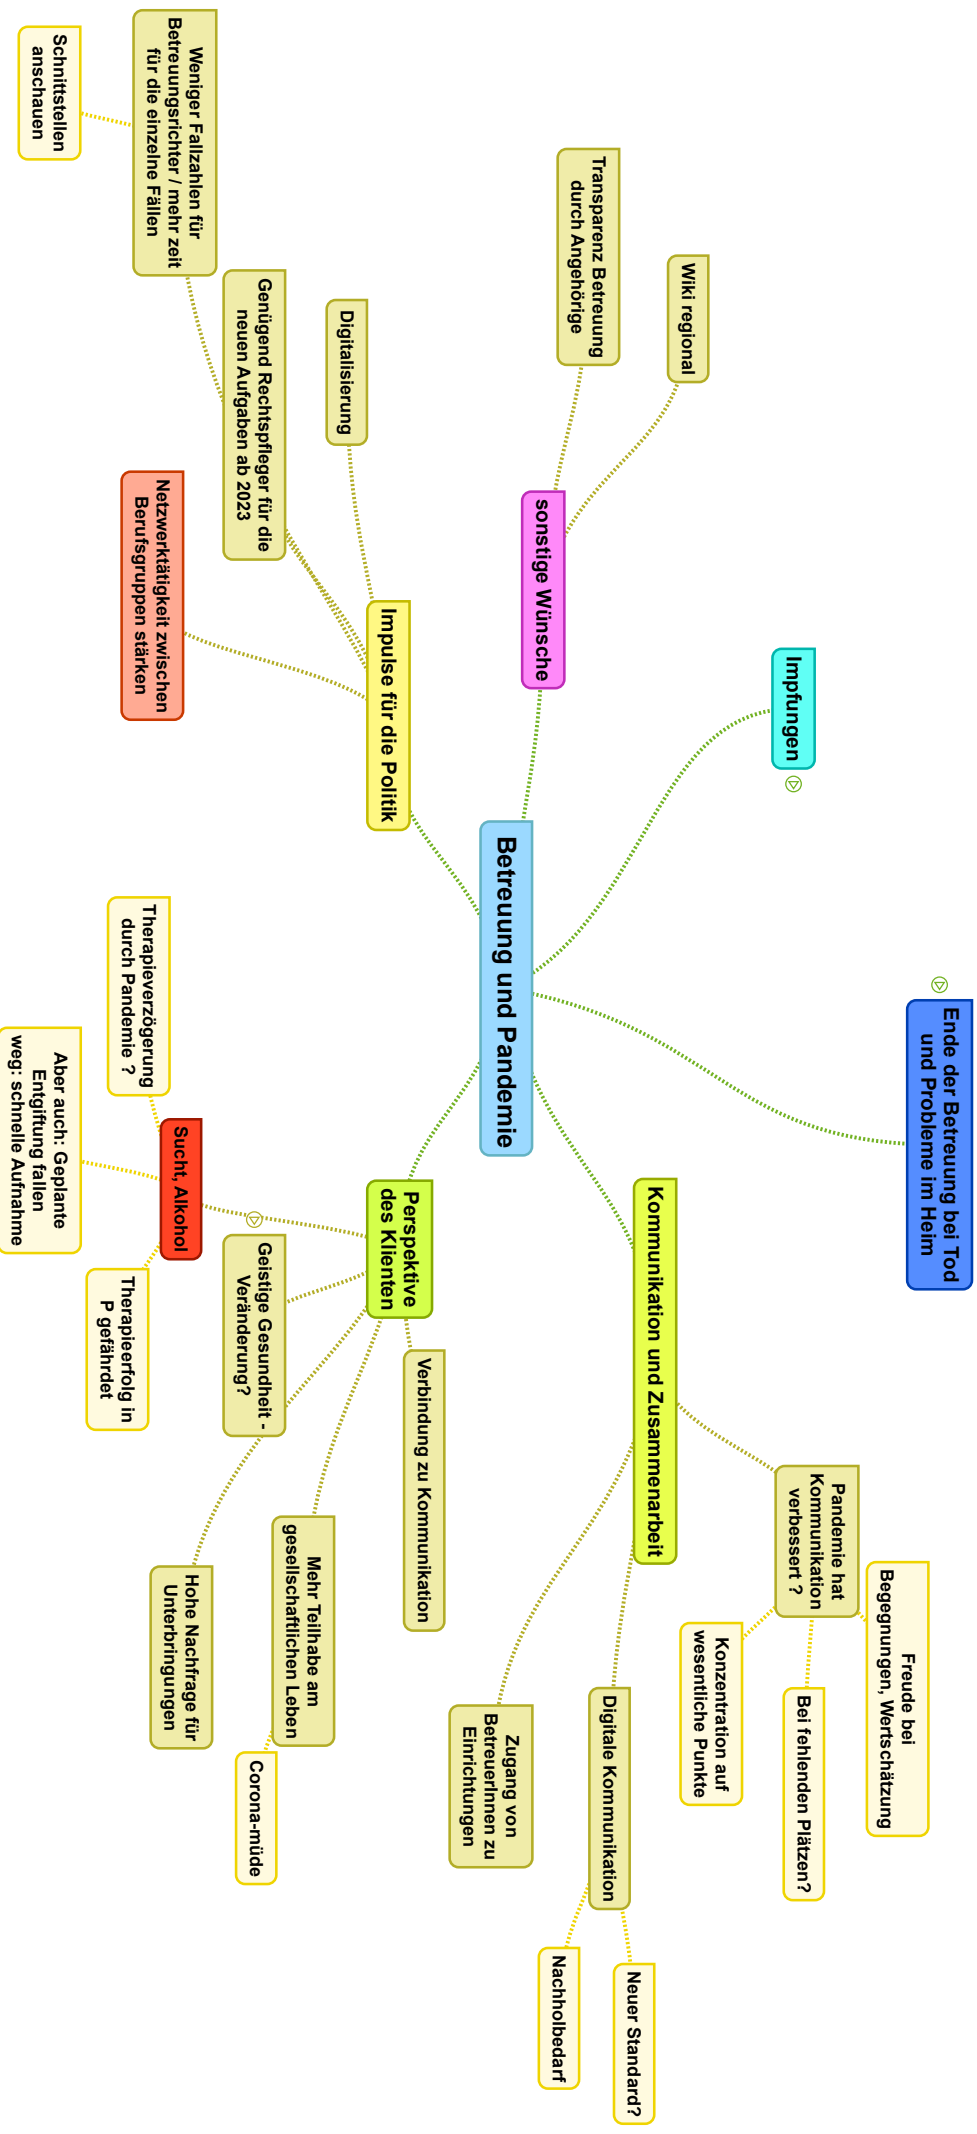 Ende der Betreuung bei Tod
und Probleme im Heim
Impfungen
Wiki regional
Transparenz Betreuung
durch Angehörige
sonstige Wünsche
Betreuung und Pandemie
Kommunikation und Zusammenarbeit
Pandemie hat
Kommunikation
verbessert ?
Freude bei
Begegnungen, Wertschätzung
Bei fehlenden Plätzen?
Konzentration auf
wesentliche Punkte
Digitale Kommunikation
Neuer Standard?
Nachholbedarf
Zugang von
BetreuerInnen zu
Einrichtungen
Impulse für die Politik
Digitalisierung
Genügend Rechtspfleger für die
neuen Aufgaben ab 2023
Weniger Fallzahlen für
Betreuungsrichter / mehr zeit
für die einzelne Fällen
Schnittstellen
anschauen
Netzwerktätigkeit zwischen
Berufsgruppen stärken
Perspektive
des Klienten
Verbindung zu Kommunikation
Mehr Teilhabe am
gesellschaftlichen Leben
Corona-müde
Hohe Nachfrage für
Unterbringungen
Geistige Gesundheit -
Veränderung?
Sucht, Alkohol
Therapieverzögerung
durch Pandemie ?
Aber auch: Geplante
Entgiftung fallen
weg: schnelle Aufnahme
Therapieerfolg in
P gefährdet